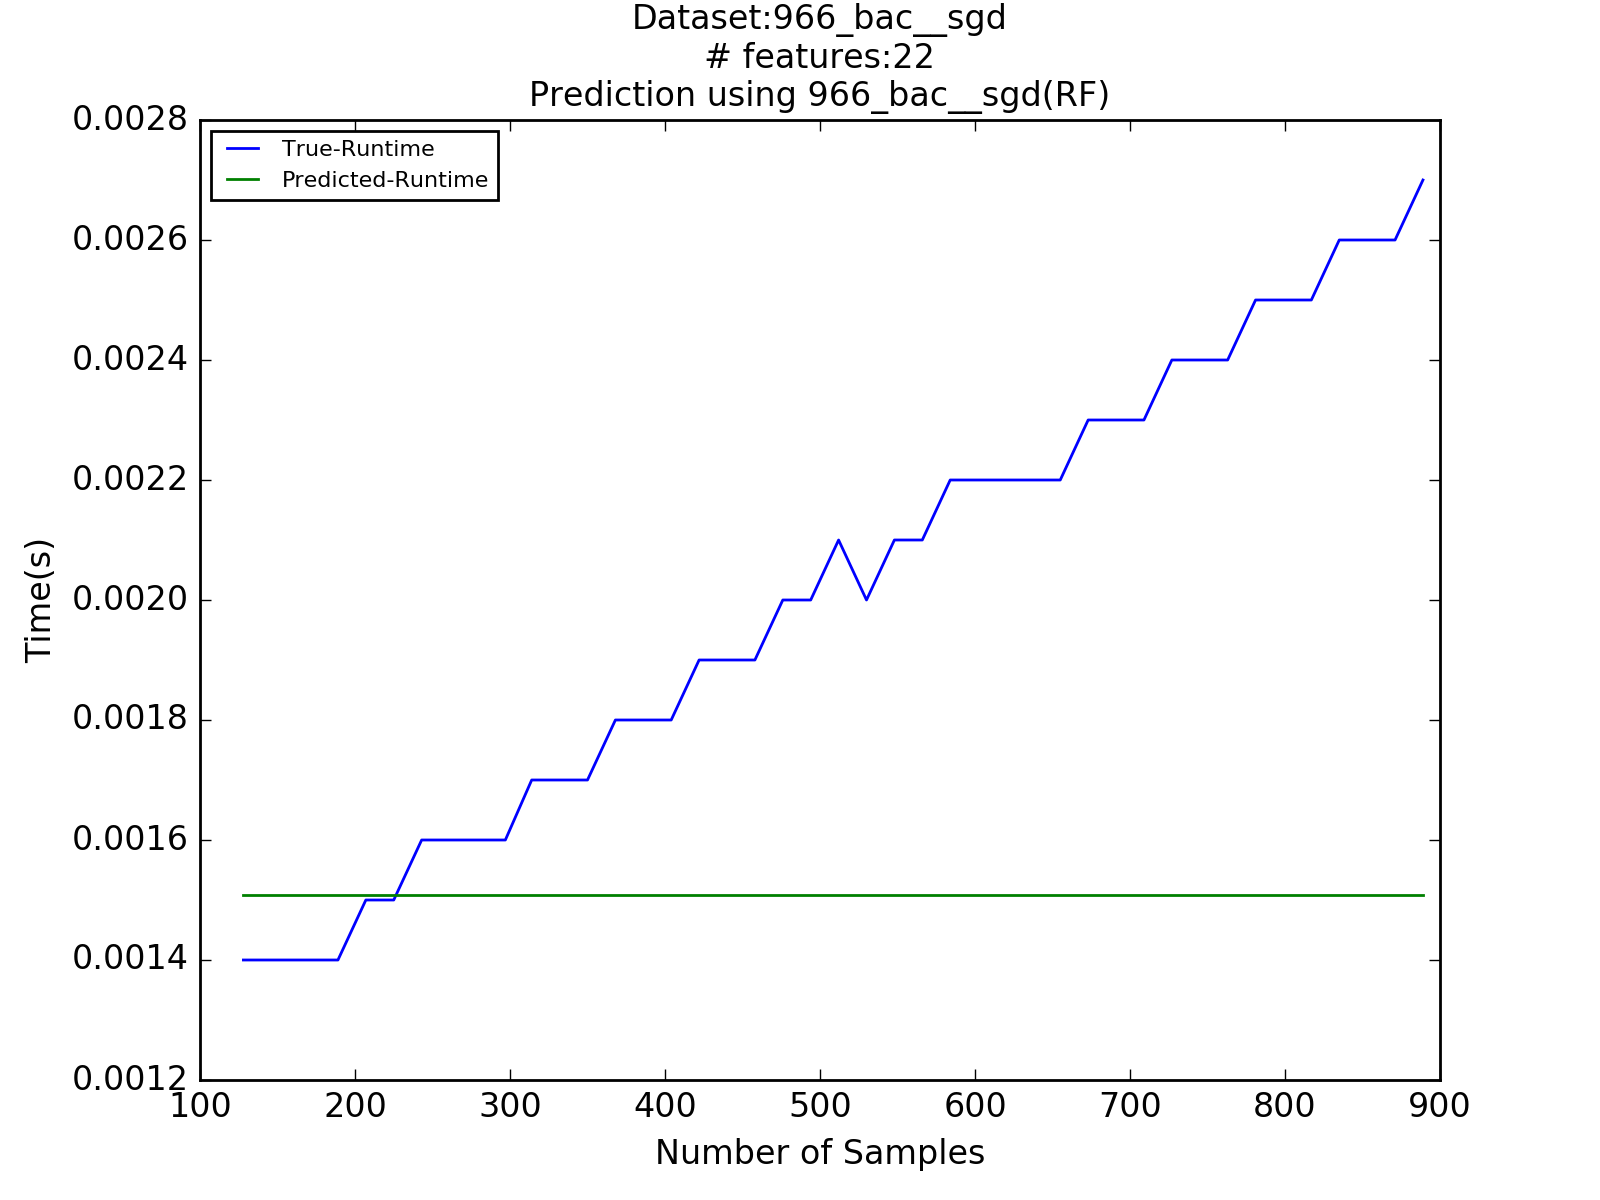 Dataset:966_bac__sgd
# features:22
Prediction using 966_bac__sgd(RF)
0.0028
True-Runtime
Predicted-Runtime
0.0026
0.0024
0.0022
0.0020
0.0018
0.0016
0.0014
0.0012
Time(s)
100 200 300 400 500 600 700 800 900
Number of Samples